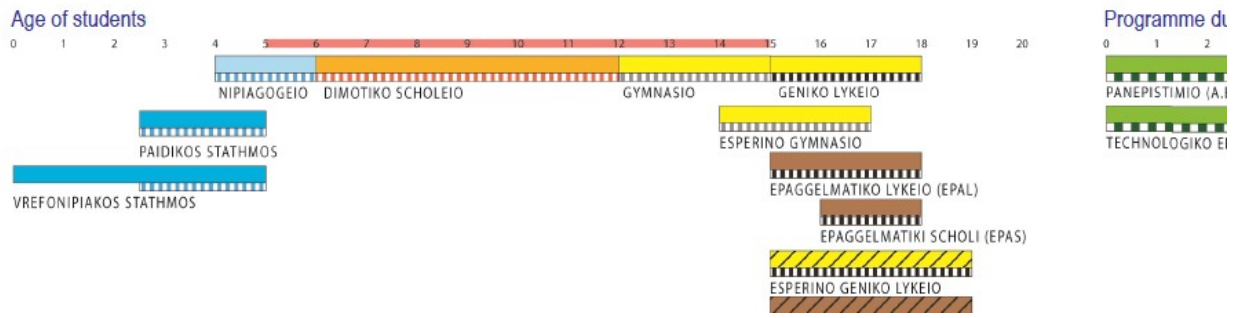 Age of students
Programme du
0 1 2 3 4 5 6 7 8 9 10 11 12 13 14 15 16 17 18 19 20
0 1 2
NIPIAGOGEIO DIMOTIKO SCHOLEIO GYMNASIO GENIKO LYKEIO
PANEPISTIMIO (A.E
ESPERINO GYMNASIO
TECHNOLOGIKO EI
PAIDIKOS STATHMOS
EPAGGELMATIKO LYKEIO (EPAL)
VREFONIPIAKOS STATHMOS
EPAGGELMATIKI SCHOLI (EPAS)
ESPERINO GENIKO LYKEIO